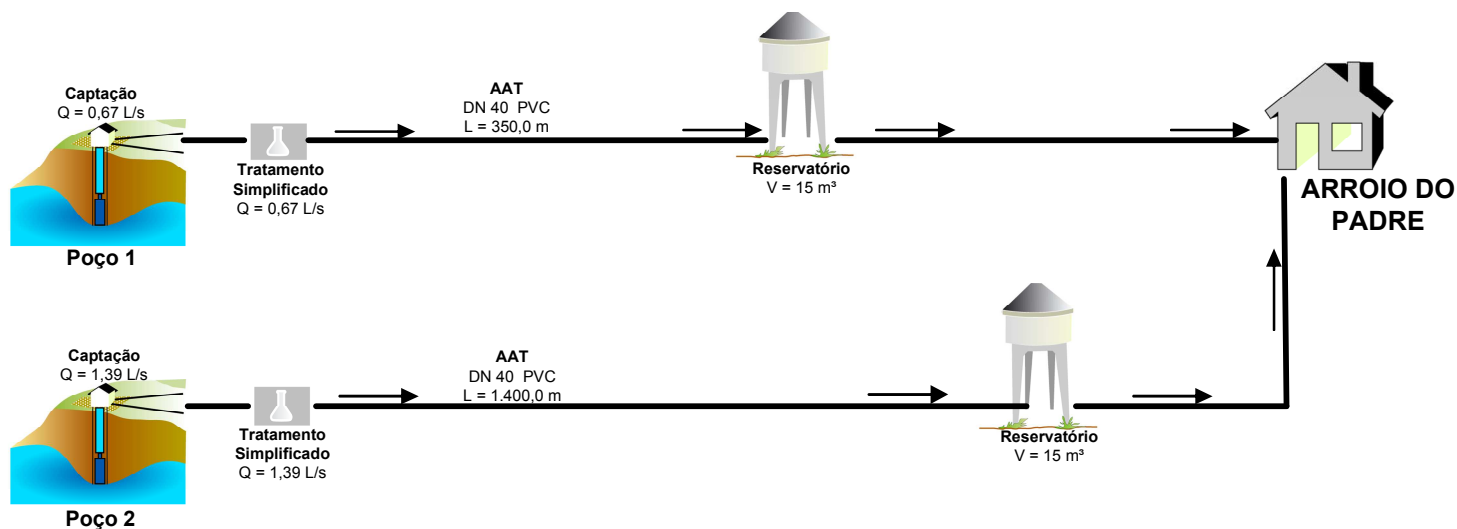 Captação
Q = 0,67 L/s
Poço 1
Tratamento
Simplificado
Q = 0,67 L/s
AAT
DN 40 PVC
L = 350,0 m
Reservatório
V = 15 m³
ARROIO DO
PADRE
Captação
Q = 1,39 L/s
Poço 2
Tratamento
Simplificado
Q = 1,39 L/s
AAT
DN 40 PVC
L = 1.400,0 m
Reservatório
V = 15 m³